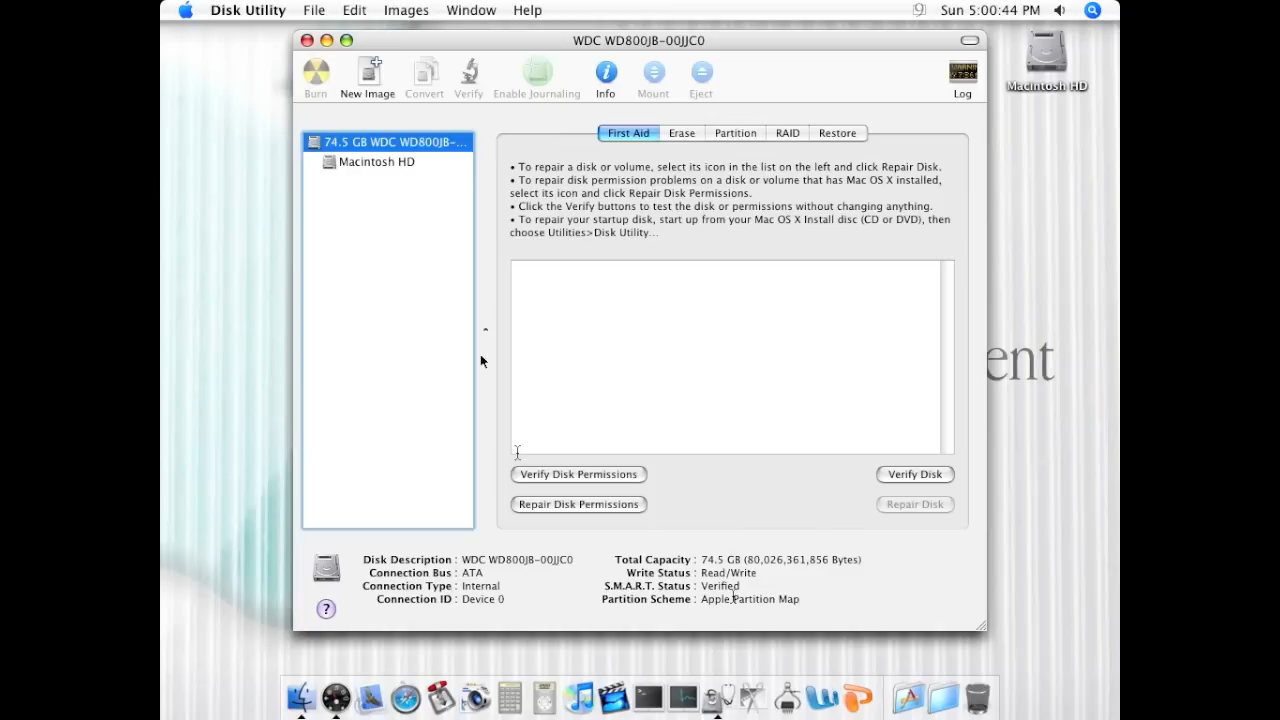 Disk Utility File Edit Images Window Help Sun 5:00:44 PM
WDC WD800JB-00JJC0
Burn New Image Convert Verify Enable Journaling Info Mount Eject Log
Macintosh HD
First Aid Erase Partition RAID Restore
74.5 GB WDC WD800JB-...
Macintosh HD
• To repair a disk or volume, select its icon in the list on the left and click Repair Disk.
• To repair disk permission problems on a disk or volume that has Mac OS X installed,
select its icon and click Repair Disk Permissions.
• Click the Verify buttons to test the disk or permissions without changing anything.
• To repair your startup disk, start up from your Mac OS X Install disc (CD or DVD), then
choose Utilities>Disk Utility...
ent
Verify Disk Permissions Verify Disk
Repair Disk Permissions Repair Disk
Disk Description : WDC WD800JB-00JJC0 Total Capacity : 74.5 GB (80,026,361,856 Bytes)
Connection Bus : ATA Write Status : Read/Write
Connection Type : Internal S.M.A.R.T. Status : Verified
Connection ID : Device 0 Partition Scheme : Apple Partition Map
?